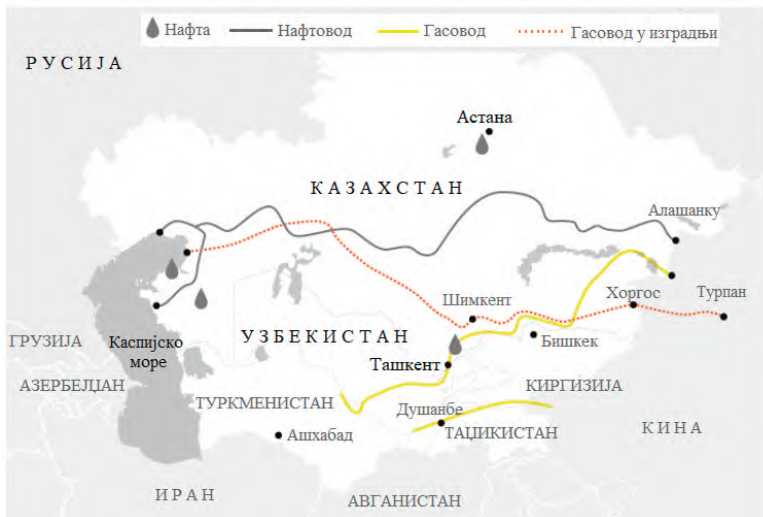 Нафта
Нафтовод
Гасовод
Гасовод у изградњи
РУСИЈА
Астана
КАЗАХСТАН
Алашанку
Шимкент
Хоргос
Турпан
УЗБЕКИСТАН
Каспијско
море
ГРУЗИЈА
Бишкек
Ташкент
АЗЕРБЕЈЏАН
КИРГИЗИЈА
ТУРКМЕНИСТАН
Душанбе
Ашхабад
ТАЏИКИСТАН
КИНА
ИРАН
АВГАНИСТАН